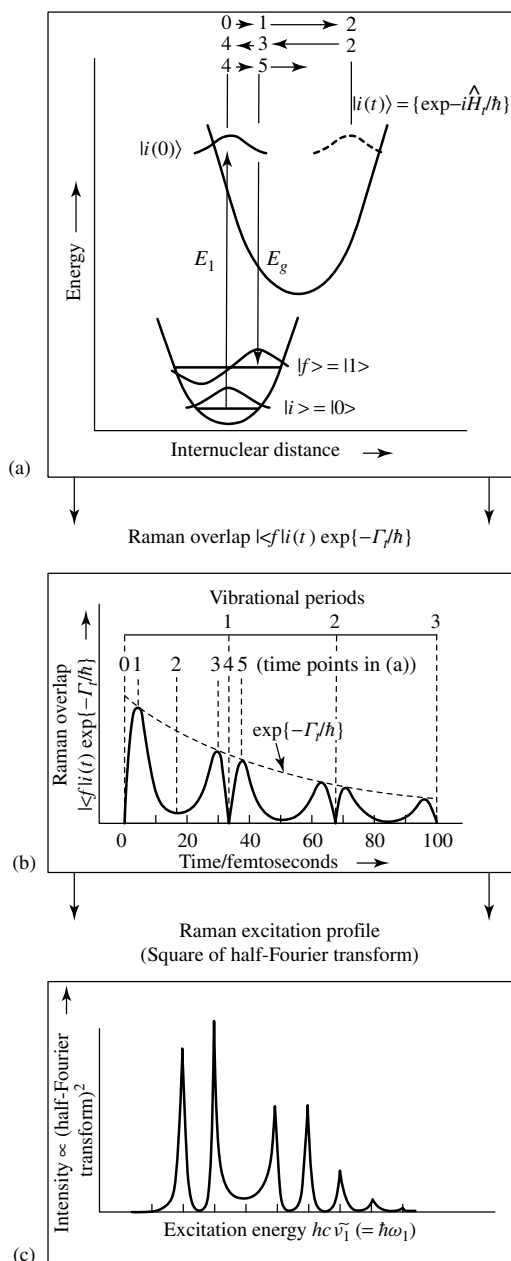 0 → 1 → 2
4 ← 3 ← 2
4 → 5 →
|i(t)⟩ = {exp−iĤt/ħ}
|i(0)⟩
Energy →
E1
Eg
|f> = |1>
|i> = |0>
Internuclear distance →
(a)
Raman overlap |<f|i(t) exp{−Γt/ħ}
Vibrational periods
1 2 3
0 1 2 3 4 5 (time points in (a))
Raman overlap →
|<f|i(t) exp{−Γt/ħ}
exp{−Γt/ħ}
0 20 40 60 80 100
Time/femtoseconds →
(b)
Raman excitation profile
(Square of half-Fourier transform)
Intensity ∝ (half-Fourier →
transform)²
Excitation energy hcν̃1 (= ħω1)
(c)